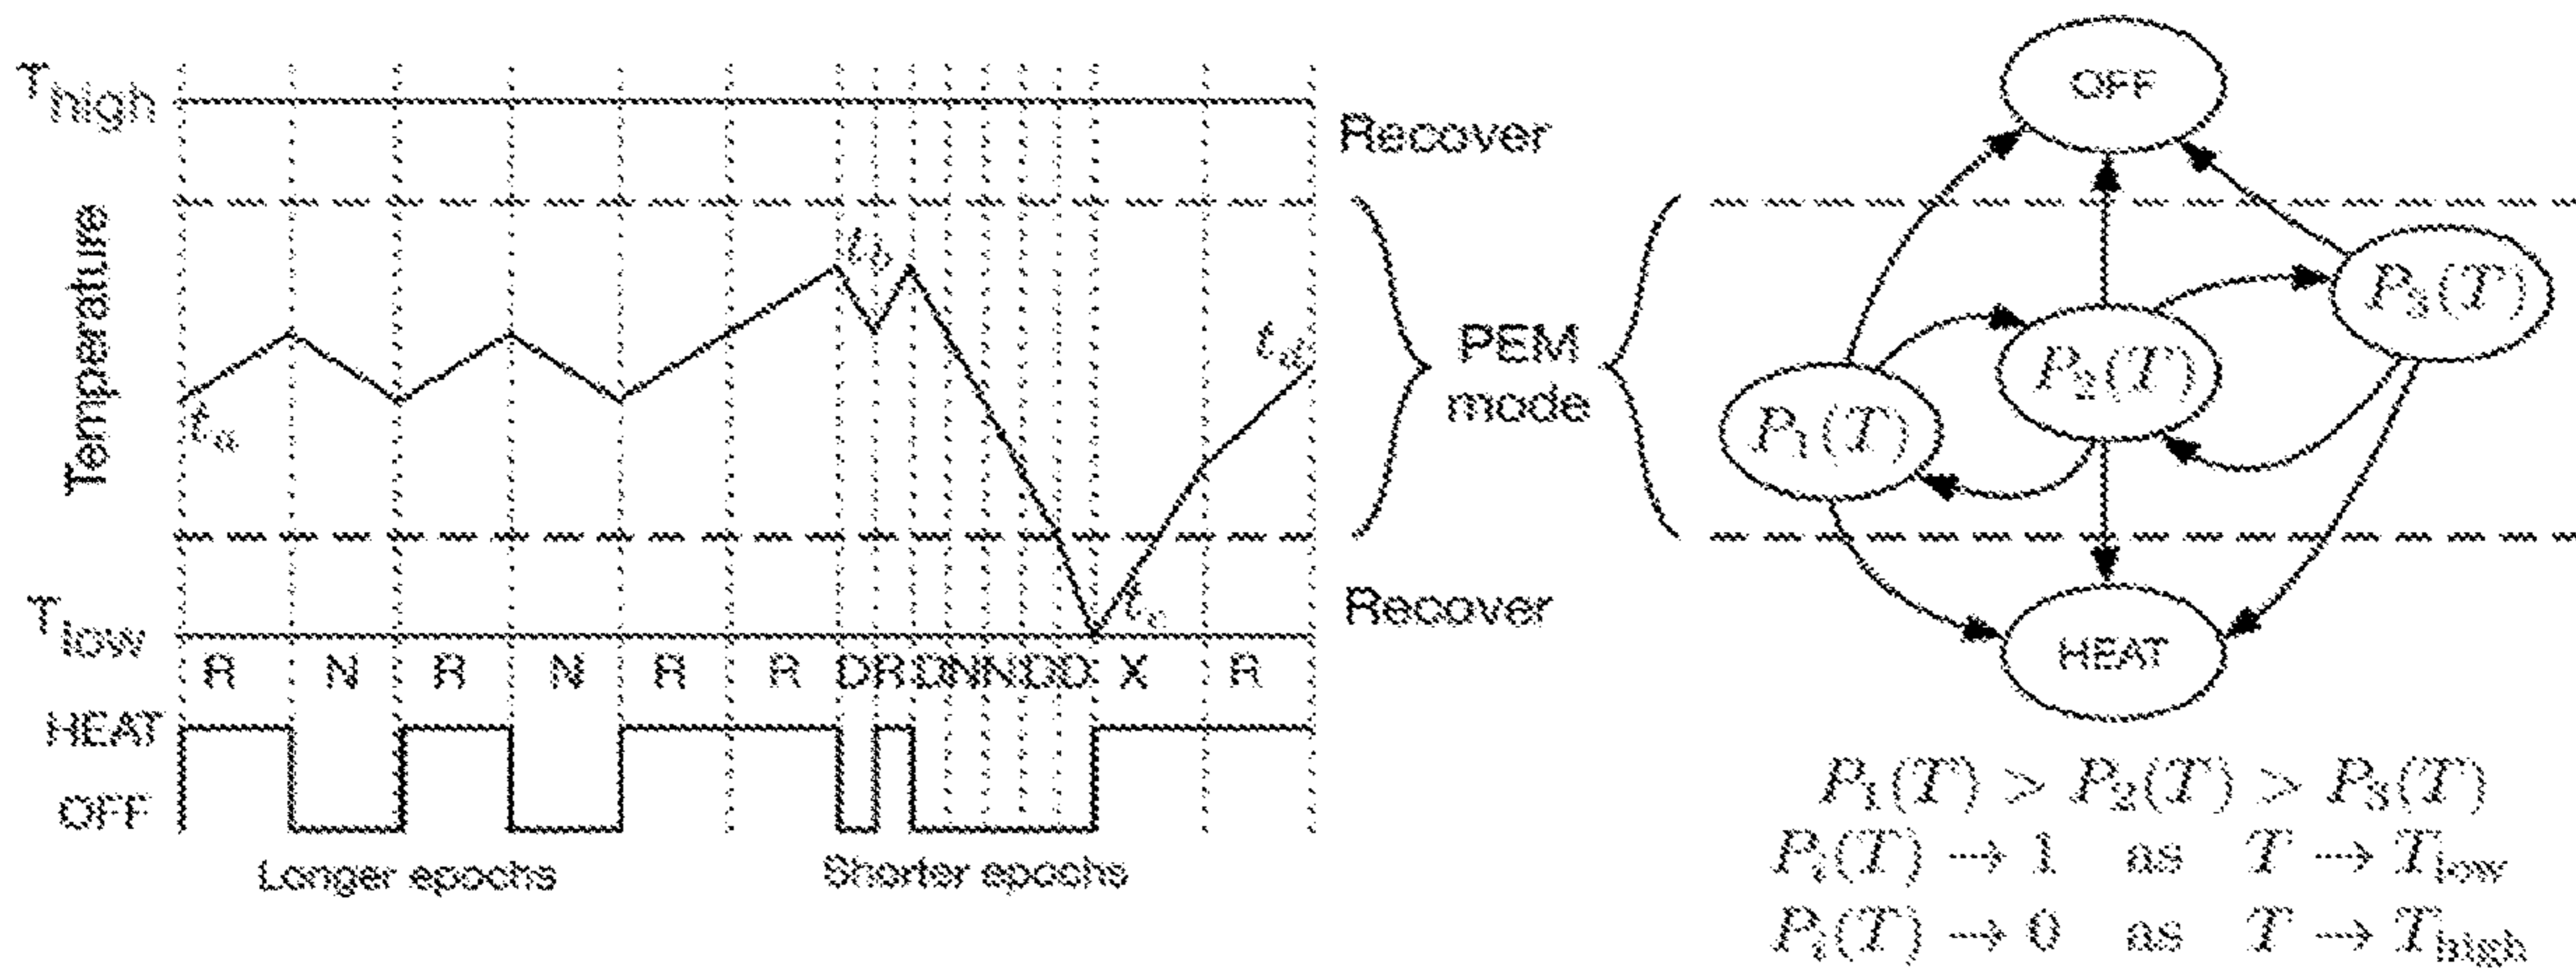 T_high
Recover
Temperature
t_a
t_b
t_c
t_d
PEM
mode
T_low
Recover
R N R N R R D R D N N D D X R
HEAT
OFF
Longer epochs
Shorter epochs
OFF
P_1(T)
P_2(T)
P_3(T)
HEAT
P_1(T) > P_2(T) > P_3(T)
P_i(T) → 1 as T → T_low
P_i(T) → 0 as T → T_high